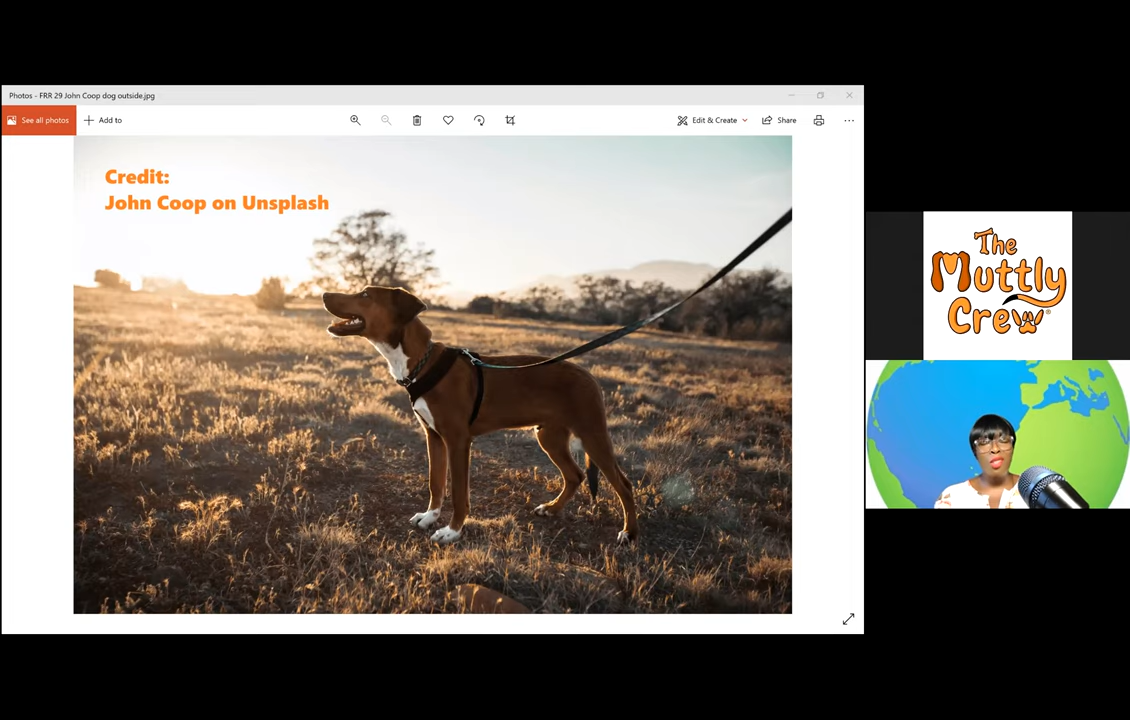 Photos - FRR 29 John Coop dog outside.jpg
See all photos
Add to
Edit & Create
Share
Credit:
John Coop on Unsplash
The
Muttly
Crew®